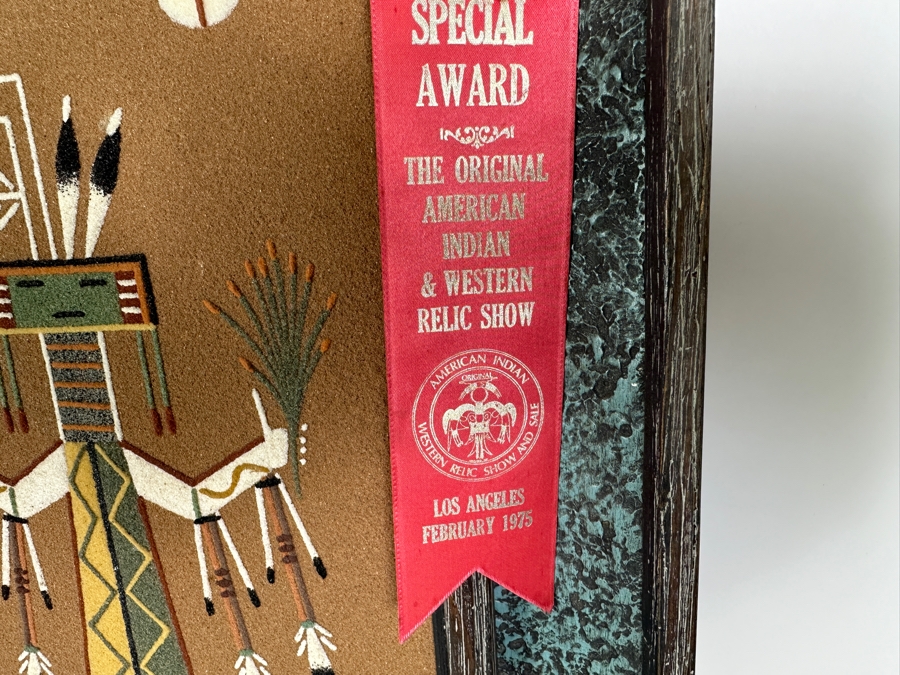 SPECIAL
AWARD
THE ORIGINAL
AMERICAN
INDIAN
& WESTERN
RELIC SHOW
AMERICAN INDIAN
ORIGINAL
WESTERN RELIC SHOW AND SALE
LOS ANGELES
FEBRUARY 1975